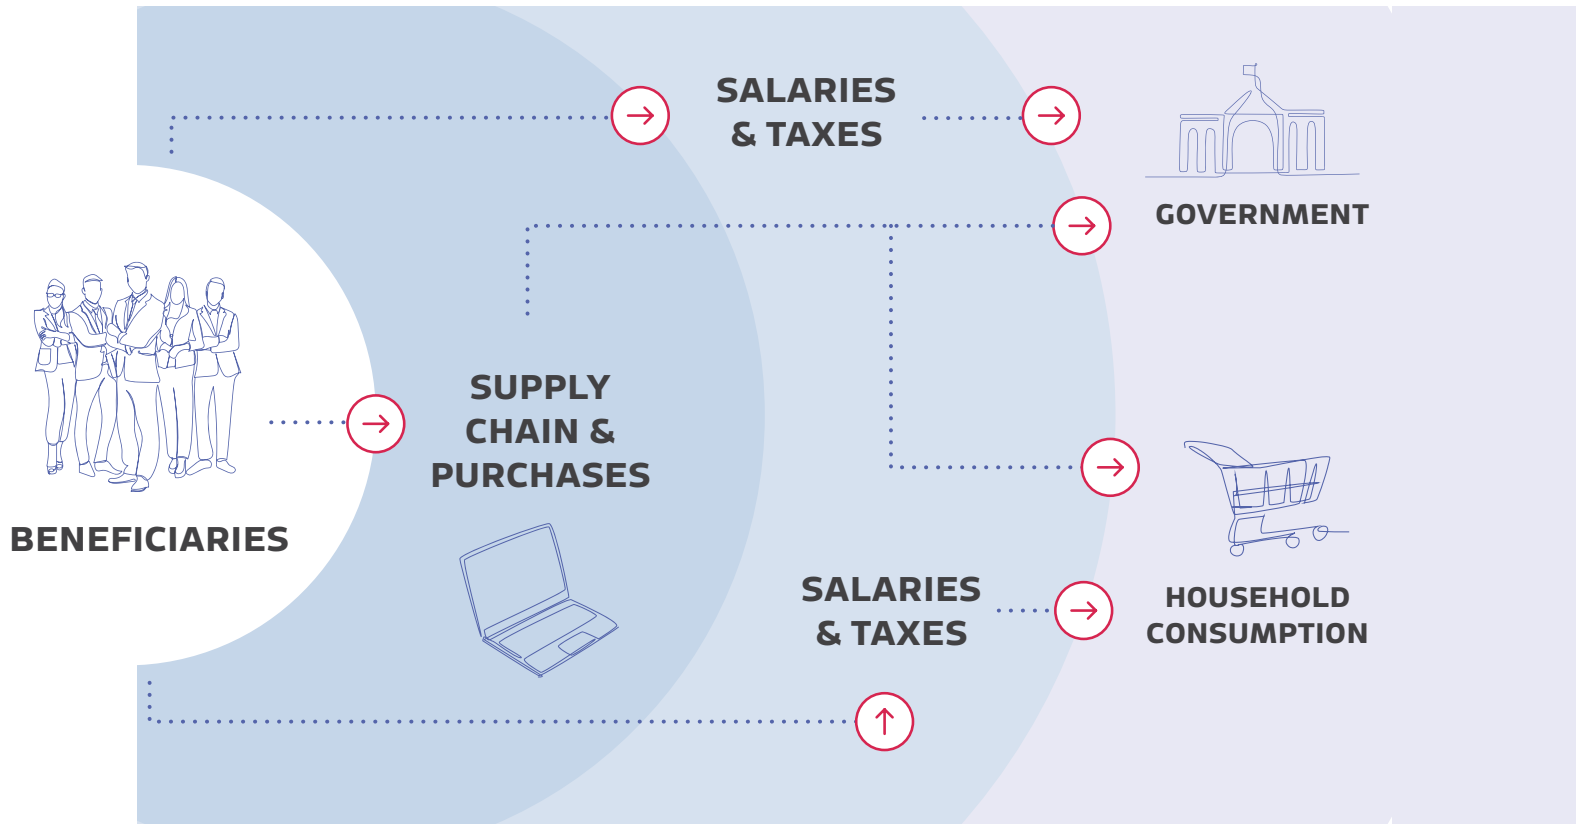 SALARIES
& TAXES
GOVERNMENT
SUPPLY
CHAIN &
PURCHASES
BENEFICIARIES
SALARIES
& TAXES
HOUSEHOLD
CONSUMPTION